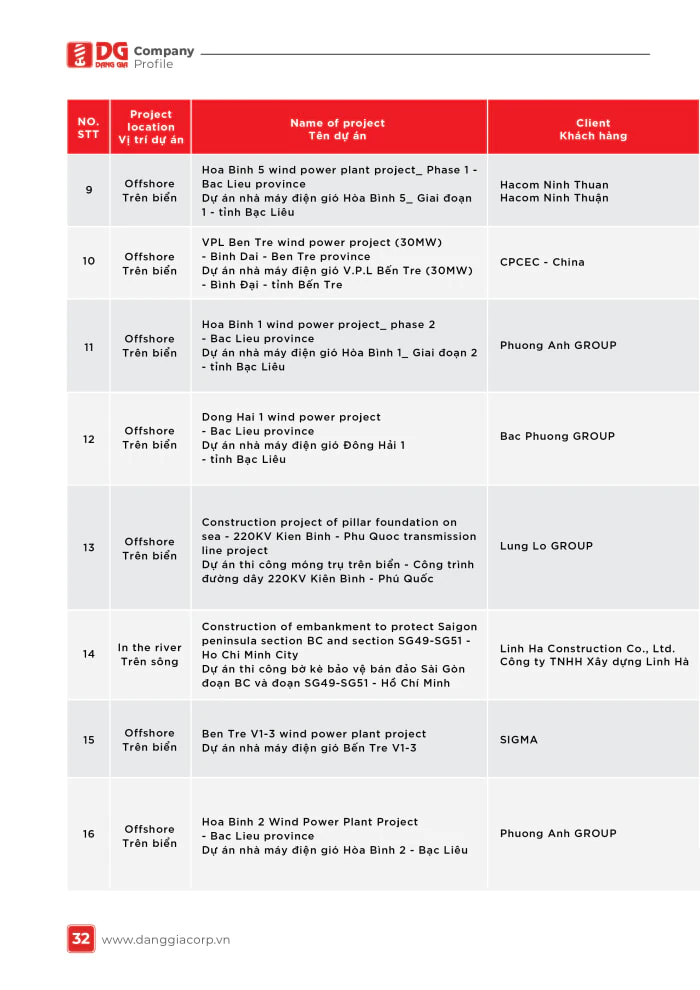 DG
DANG GIA
Company
Profile
NO.
STT
Project
location
Vị trí dự án
Name of project
Tên dự án
Client
Khách hàng
9
Offshore
Trên biển
Hoa Binh 5 wind power plant project_ Phase 1 -
Bac Lieu province
Dự án nhà máy điện gió Hòa Bình 5_ Giai đoạn
1 - tỉnh Bạc Liêu
Hacom Ninh Thuan
Hacom Ninh Thuận
10
Offshore
Trên biển
VPL Ben Tre wind power project (30MW)
- Binh Dai - Ben Tre province
Dự án nhà máy điện gió V.P.L Bến Tre (30MW)
- Bình Đại - tỉnh Bến Tre
CPCEC - China
11
Offshore
Trên biển
Hoa Binh 1 wind power project_ phase 2
- Bac Lieu province
Dự án nhà máy điện gió Hòa Bình 1_ Giai đoạn 2
- tỉnh Bạc Liêu
Phuong Anh GROUP
12
Offshore
Trên biển
Dong Hai 1 wind power project
- Bac Lieu province
Dự án nhà máy điện gió Đông Hải 1
- tỉnh Bạc Liêu
Bac Phuong GROUP
13
Offshore
Trên biển
Construction project of pillar foundation on
sea - 220KV Kien Binh - Phu Quoc transmission
line project
Dự án thi công móng trụ trên biển - Công trình
đường dây 220KV Kiên Bình - Phú Quốc
Lung Lo GROUP
14
In the river
Trên sông
Construction of embankment to protect Saigon
peninsula section BC and section SG49-SG51 -
Ho Chi Minh City
Dự án thi công bờ kè bảo vệ bán đảo Sài Gòn
đoạn BC và đoạn SG49-SG51 - Hồ Chí Minh
Linh Ha Construction Co., Ltd.
Công ty TNHH Xây dựng Linh Hà
15
Offshore
Trên biển
Ben Tre V1-3 wind power plant project
Dự án nhà máy điện gió Bến Tre V1-3
SIGMA
16
Offshore
Trên biển
Hoa Binh 2 Wind Power Plant Project
- Bac Lieu province
Dự án nhà máy điện gió Hòa Bình 2 - Bạc Liêu
Phuong Anh GROUP
32
www.danggiacorp.vn